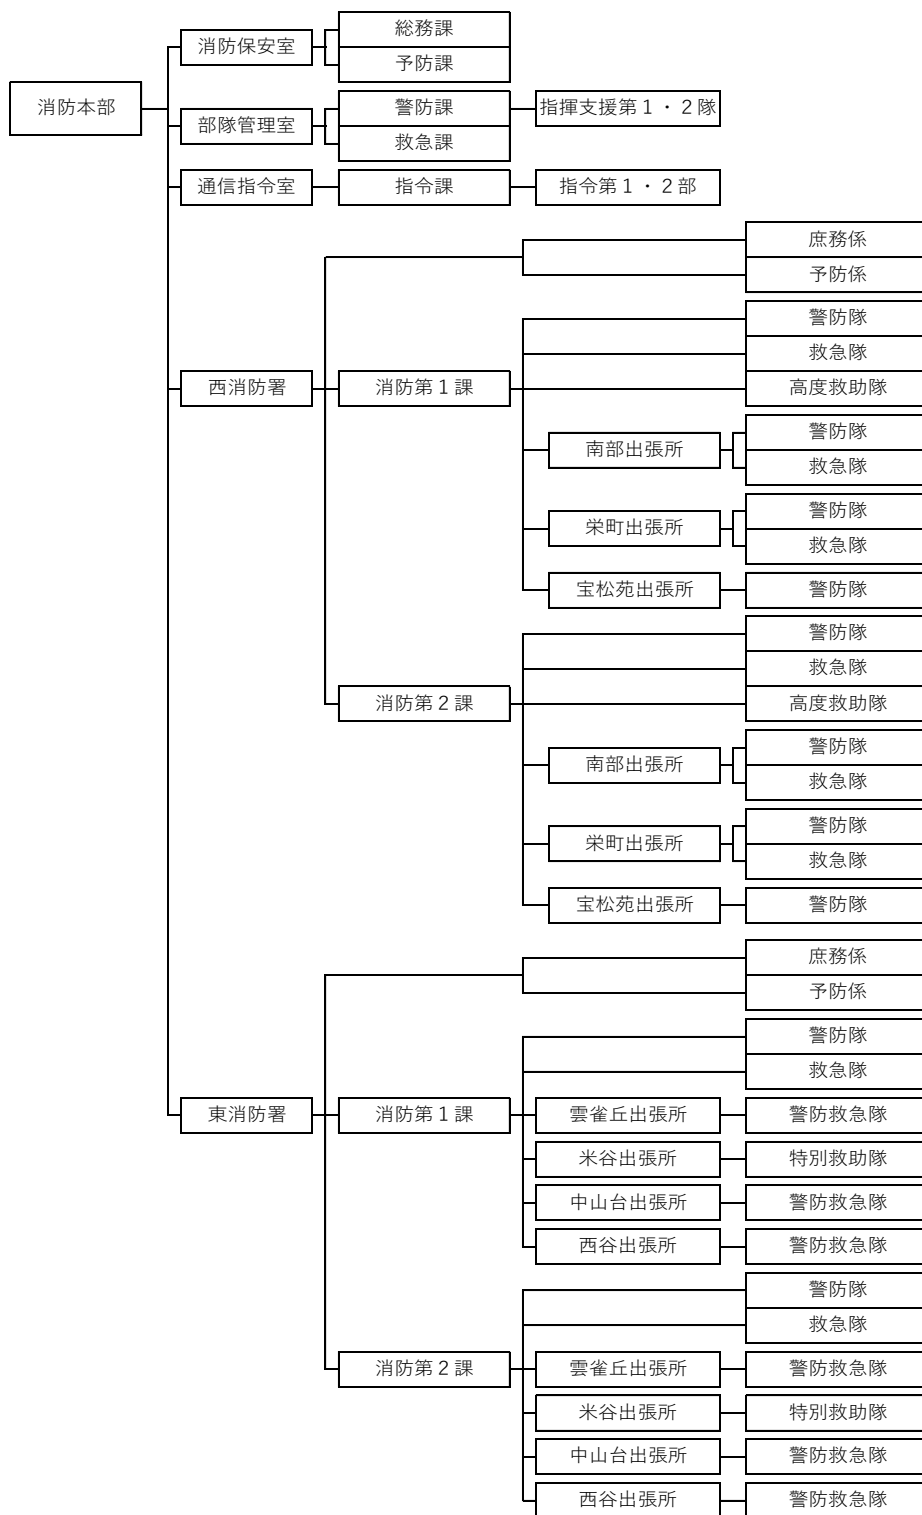 消防本部
消防保安室
総務課
予防課
部隊管理室
警防課
救急課
指揮支援第1・2隊
通信指令室
指令課
指令第1・2部
西消防署
庶務係
予防係
消防第1課
警防隊
救急隊
高度救助隊
南部出張所
警防隊
救急隊
栄町出張所
警防隊
救急隊
宝松苑出張所
警防隊
消防第2課
警防隊
救急隊
高度救助隊
南部出張所
警防隊
救急隊
栄町出張所
警防隊
救急隊
宝松苑出張所
警防隊
東消防署
庶務係
予防係
消防第1課
警防隊
救急隊
雲雀丘出張所
警防救急隊
米谷出張所
特別救助隊
中山台出張所
警防救急隊
西谷出張所
警防救急隊
消防第2課
警防隊
救急隊
雲雀丘出張所
警防救急隊
米谷出張所
特別救助隊
中山台出張所
警防救急隊
西谷出張所
警防救急隊